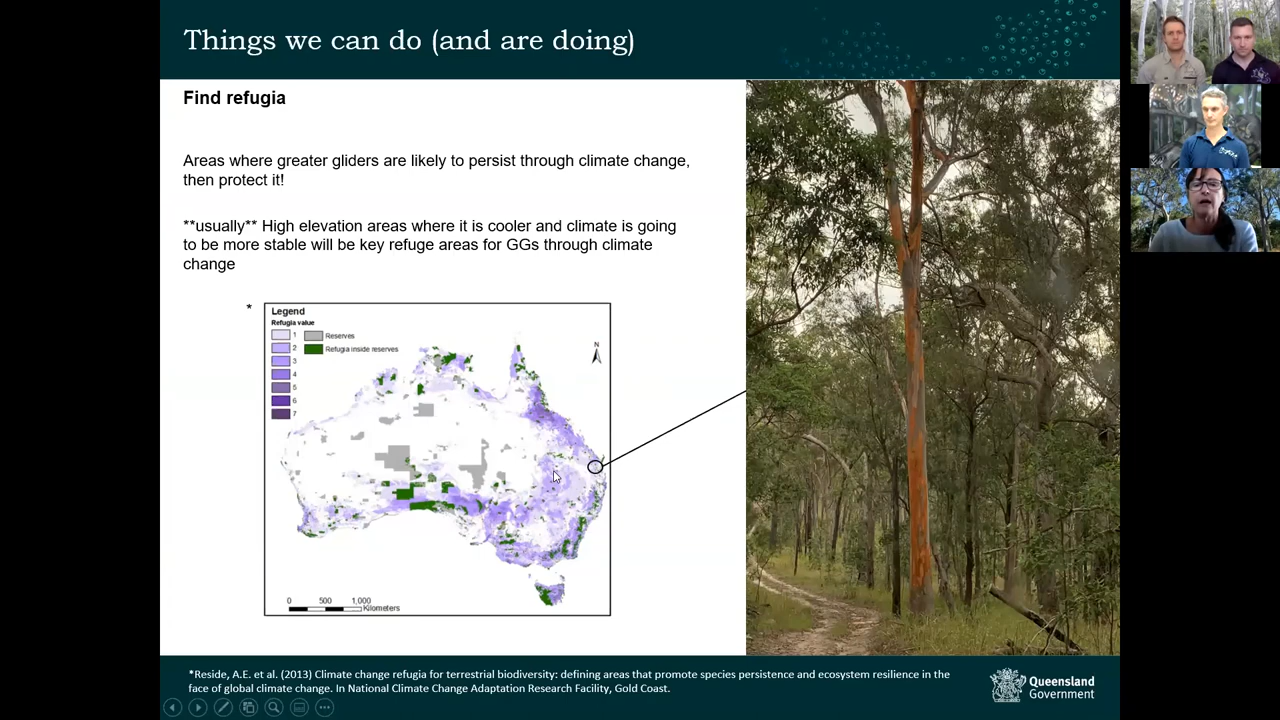 Things we can do (and are doing)
Find refugia
Areas where greater gliders are likely to persist through climate change,
then protect it!
**usually** High elevation areas where it is cooler and climate is going
to be more stable will be key refuge areas for GGs through climate
change
*
Legend
Refugia value
1
2
3
4
5
6
7
Reserves
Refugia inside reserves
N
0 500 1,000
Kilometers
*Reside, A.E. et al. (2013) Climate change refugia for terrestrial biodiversity: defining areas that promote species persistence and ecosystem resilience in the
face of global climate change. In National Climate Change Adaptation Research Facility, Gold Coast.
Queensland
Government